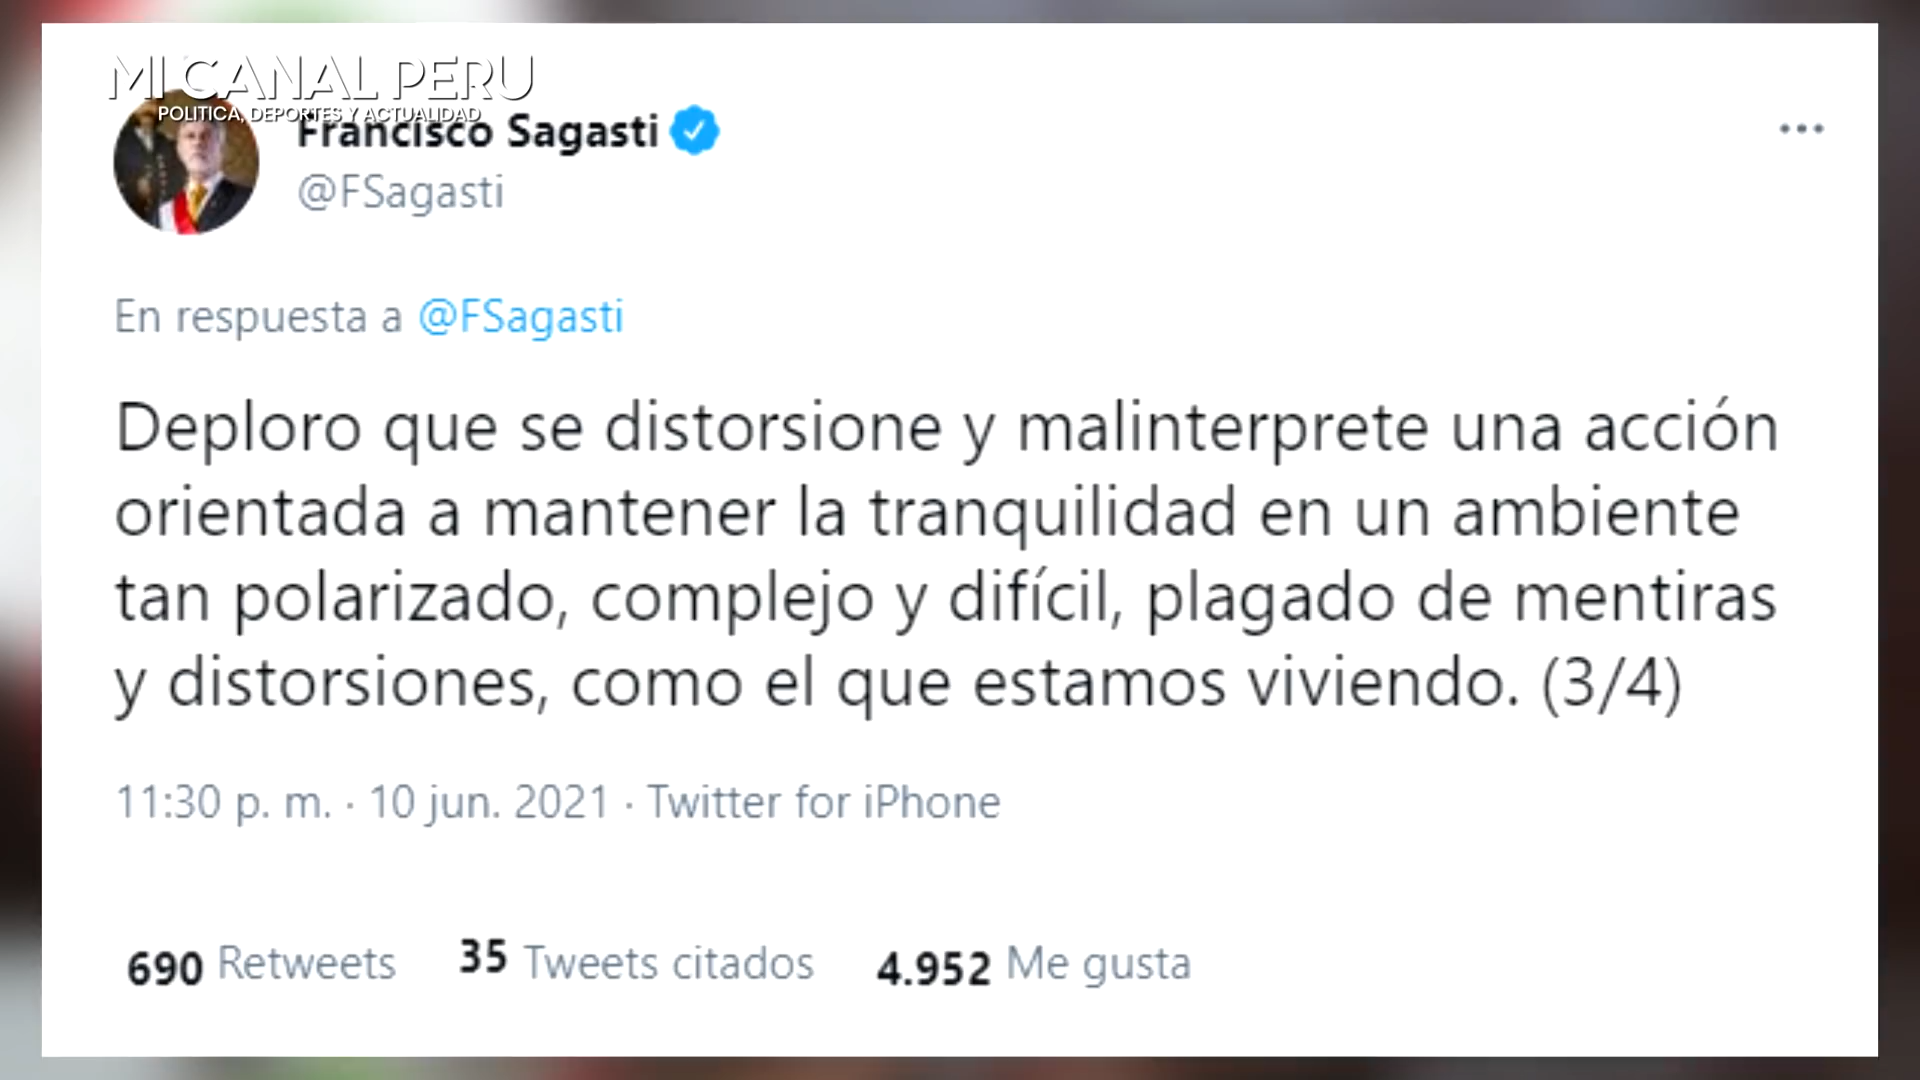 MI CANAL PERU
POLITICA, DEPORTES Y ACTUALIDAD
Francisco Sagasti
@FSagasti
En respuesta a @FSagasti
Deploro que se distorsione y malinterprete una acción
orientada a mantener la tranquilidad en un ambiente
tan polarizado, complejo y difícil, plagado de mentiras
y distorsiones, como el que estamos viviendo. (3/4)
11:30 p. m. · 10 jun. 2021 · Twitter for iPhone
690 Retweets 35 Tweets citados 4.952 Me gusta